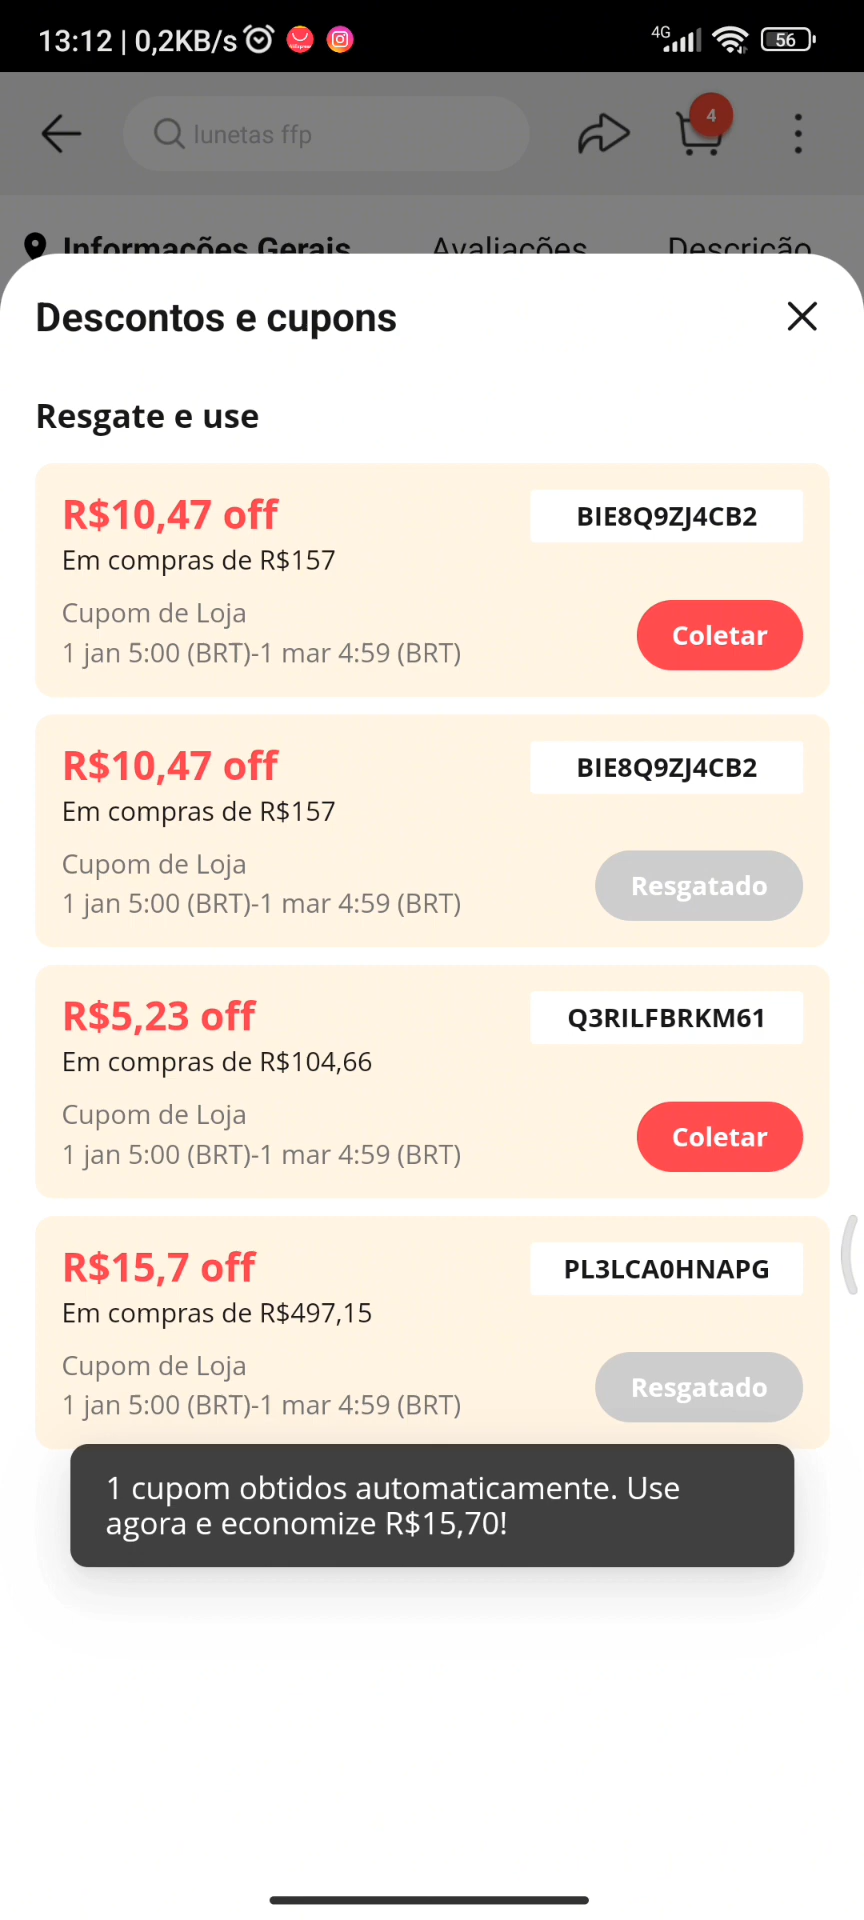 13:12 | 0,2KB/s
4G
56
lunetas ffp
4
Informações Gerais
Avaliações
Descrição
Descontos e cupons
Resgate e use
R$10,47 off
BIE8Q9ZJ4CB2
Em compras de R$157
Cupom de Loja
1 jan 5:00 (BRT)-1 mar 4:59 (BRT)
Coletar
R$10,47 off
BIE8Q9ZJ4CB2
Em compras de R$157
Cupom de Loja
1 jan 5:00 (BRT)-1 mar 4:59 (BRT)
Resgatado
R$5,23 off
Q3RILFBRKM61
Em compras de R$104,66
Cupom de Loja
1 jan 5:00 (BRT)-1 mar 4:59 (BRT)
Coletar
R$15,7 off
PL3LCA0HNAPG
Em compras de R$497,15
Cupom de Loja
1 jan 5:00 (BRT)-1 mar 4:59 (BRT)
Resgatado
1 cupom obtidos automaticamente. Use
agora e economize R$15,70!